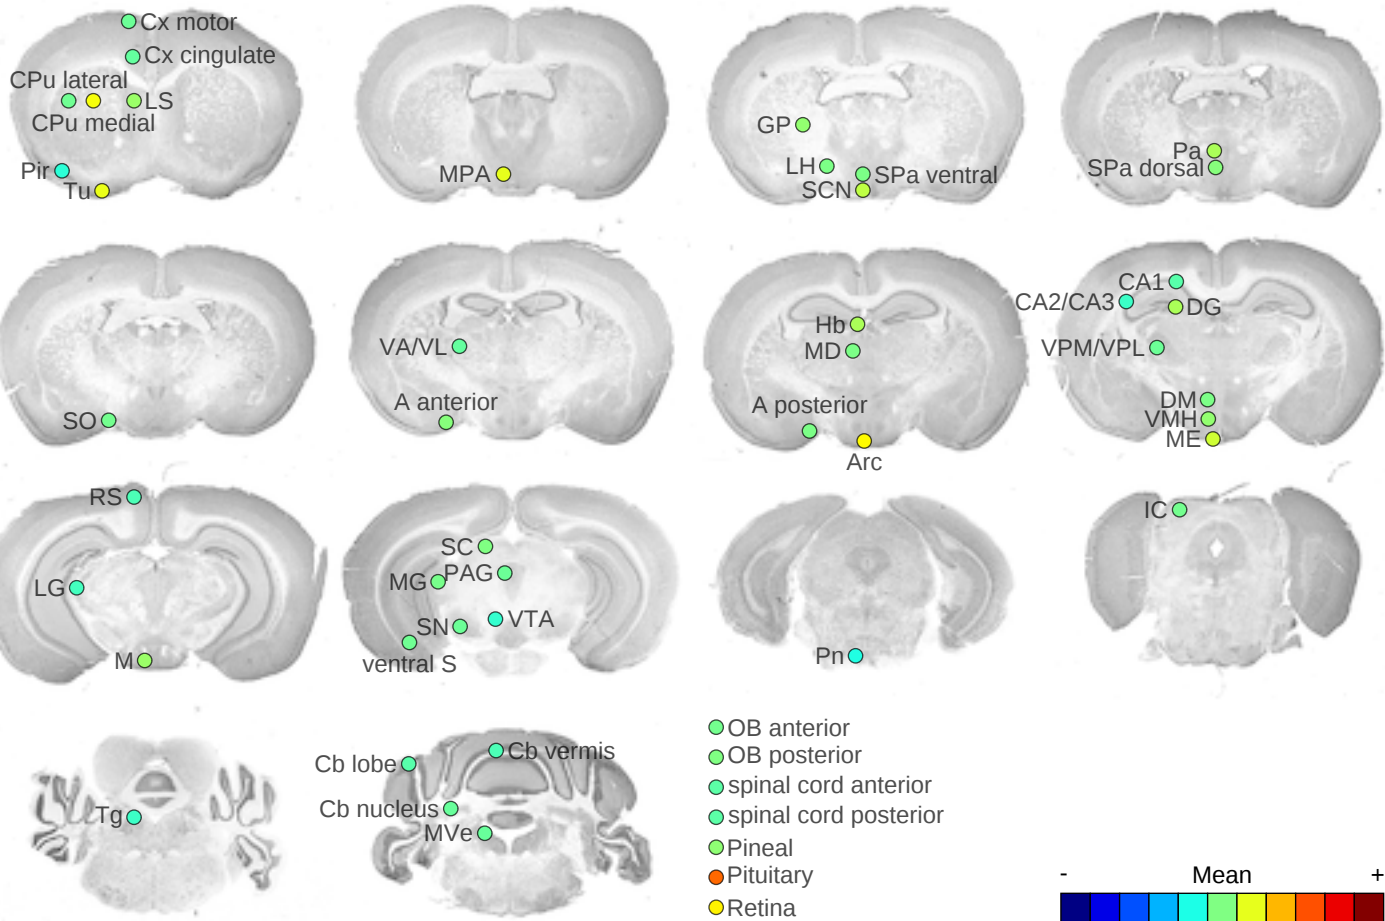 Cx motor
Cx cingulate
CPu lateral
LS
CPu medial
Pir
Tu
MPA
GP
LH
SPa ventral
SCN
Pa
SPa dorsal
SO
VA/VL
A anterior
Hb
MD
A posterior
Arc
CA1
CA2/CA3
DG
VPM/VPL
DM
VMH
ME
RS
LG
M
SC
MG
PAG
SN
VTA
ventral S
Pn
IC
Tg
Cb lobe
Cb vermis
Cb nucleus
MVe
OB anterior
OB posterior
spinal cord anterior
spinal cord posterior
Pineal
Pituitary
Retina
- Mean +